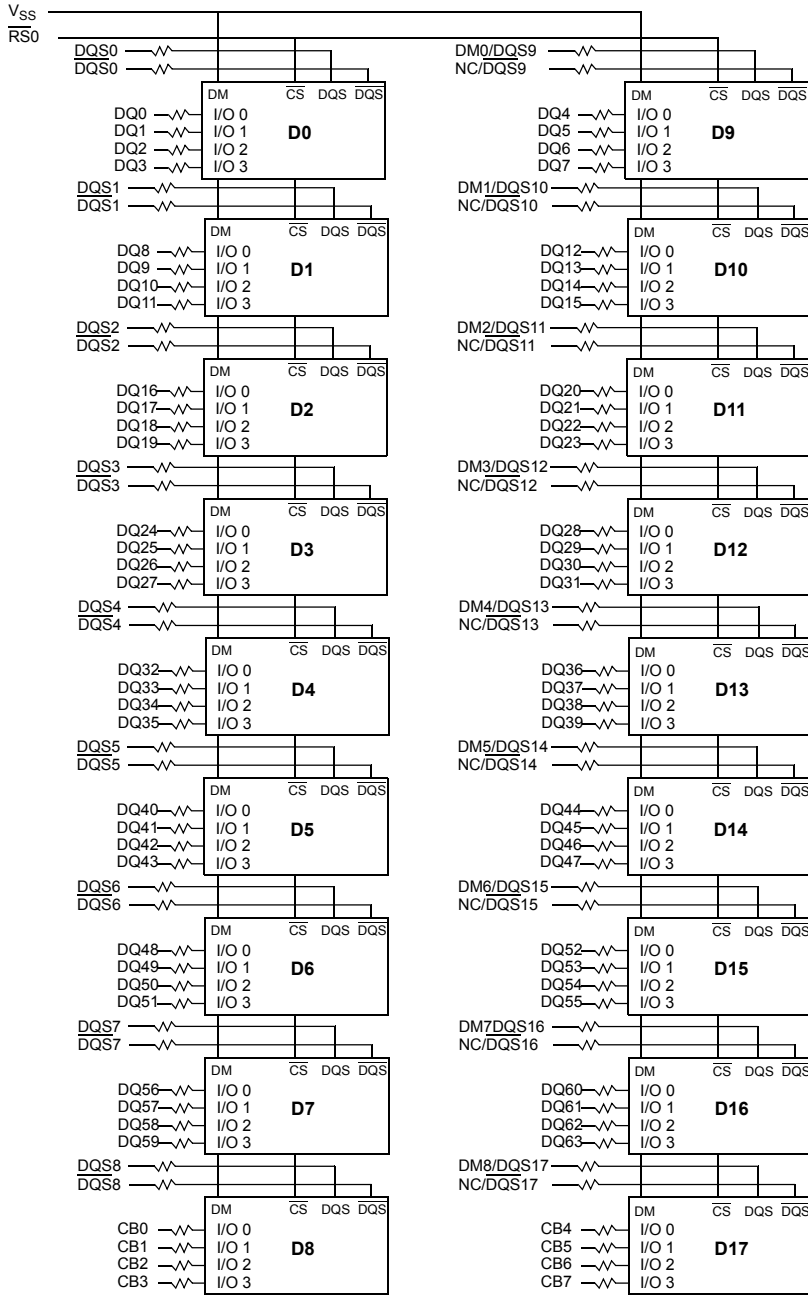 VSS
RS0
DQS0
DQS0
DM CS DQS DQS
DQ0 I/O 0
DQ1 I/O 1 D0
DQ2 I/O 2
DQ3 I/O 3
DQS1
DQS1
DM CS DQS DQS
DQ8 I/O 0
DQ9 I/O 1 D1
DQ10 I/O 2
DQ11 I/O 3
DQS2
DQS2
DM CS DQS DQS
DQ16 I/O 0
DQ17 I/O 1 D2
DQ18 I/O 2
DQ19 I/O 3
DQS3
DQS3
DM CS DQS DQS
DQ24 I/O 0
DQ25 I/O 1 D3
DQ26 I/O 2
DQ27 I/O 3
DQS4
DQS4
DM CS DQS DQS
DQ32 I/O 0
DQ33 I/O 1 D4
DQ34 I/O 2
DQ35 I/O 3
DQS5
DQS5
DM CS DQS DQS
DQ40 I/O 0
DQ41 I/O 1 D5
DQ42 I/O 2
DQ43 I/O 3
DQS6
DQS6
DM CS DQS DQS
DQ48 I/O 0
DQ49 I/O 1 D6
DQ50 I/O 2
DQ51 I/O 3
DQS7
DQS7
DM CS DQS DQS
DQ56 I/O 0
DQ57 I/O 1 D7
DQ58 I/O 2
DQ59 I/O 3
DQS8
DQS8
DM CS DQS DQS
CB0 I/O 0
CB1 I/O 1 D8
CB2 I/O 2
CB3 I/O 3
DM0/DQS9
NC/DQS9
DM CS DQS DQS
DQ4 I/O 0
DQ5 I/O 1 D9
DQ6 I/O 2
DQ7 I/O 3
DM1/DQS10
NC/DQS10
DM CS DQS DQS
DQ12 I/O 0
DQ13 I/O 1 D10
DQ14 I/O 2
DQ15 I/O 3
DM2/DQS11
NC/DQS11
DM CS DQS DQS
DQ20 I/O 0
DQ21 I/O 1 D11
DQ22 I/O 2
DQ23 I/O 3
DM3/DQS12
NC/DQS12
DM CS DQS DQS
DQ28 I/O 0
DQ29 I/O 1 D12
DQ30 I/O 2
DQ31 I/O 3
DM4/DQS13
NC/DQS13
DM CS DQS DQS
DQ36 I/O 0
DQ37 I/O 1 D13
DQ38 I/O 2
DQ39 I/O 3
DM5/DQS14
NC/DQS14
DM CS DQS DQS
DQ44 I/O 0
DQ45 I/O 1 D14
DQ46 I/O 2
DQ47 I/O 3
DM6/DQS15
NC/DQS15
DM CS DQS DQS
DQ52 I/O 0
DQ53 I/O 1 D15
DQ54 I/O 2
DQ55 I/O 3
DM7DQS16
NC/DQS16
DM CS DQS DQS
DQ60 I/O 0
DQ61 I/O 1 D16
DQ62 I/O 2
DQ63 I/O 3
DM8/DQS17
NC/DQS17
DM CS DQS DQS
CB4 I/O 0
CB5 I/O 1 D17
CB6 I/O 2
CB7 I/O 3